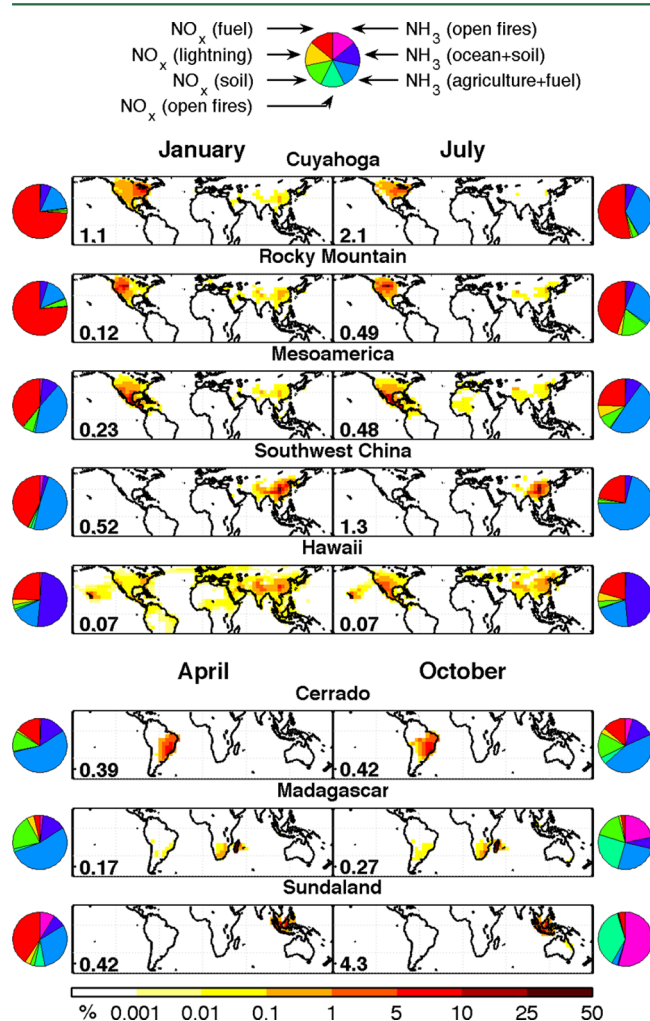 NOx (fuel) NH3 (open fires)
NOx (lightning) NH3 (ocean+soil)
NOx (soil) NH3 (agriculture+fuel)
NOx (open fires)
January July
Cuyahoga
1.1 2.1
Rocky Mountain
0.12 0.49
Mesoamerica
0.23 0.48
Southwest China
0.52 1.3
Hawaii
0.07 0.07
April October
Cerrado
0.39 0.42
Madagascar
0.17 0.27
Sundaland
0.42 4.3
% 0.001 0.01 0.1 1 5 10 25 50